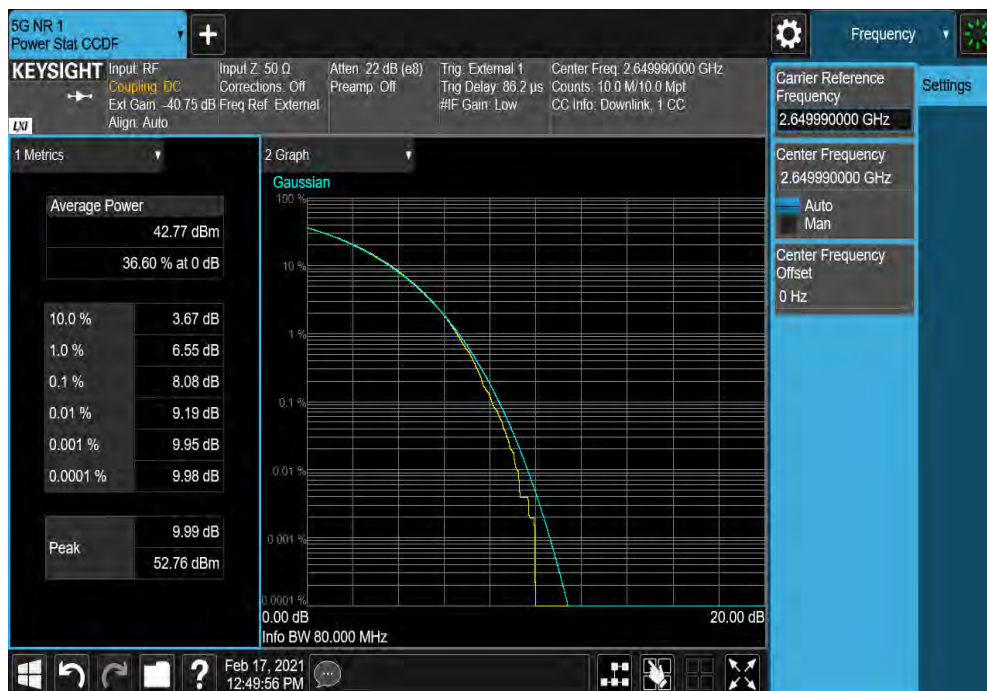 5G NR 1
Power Stat CCDF
Frequency
KEYSIGHT
LXI
Input: RF
Coupling: DC
Ext Gain: -40.75 dB
Align: Auto
Input Z: 50 Ω
Corrections: Off
Freq Ref: External
Atten: 22 dB (e8)
Preamp: Off
Trig: External 1
Trig Delay: 86.2 µs
#IF Gain: Low
Center Freq: 2.649990000 GHz
Counts: 10.0 M/10.0 Mpt
CC Info: Downlink, 1 CC
Carrier Reference
Frequency
2.649990000 GHz
Settings
Center Frequency
2.649990000 GHz
Auto
Man
Center Frequency
Offset
0 Hz
1 Metrics
Average Power
42.77 dBm
36.60 % at 0 dB
10.0 % 3.67 dB
1.0 % 6.55 dB
0.1 % 8.08 dB
0.01 % 9.19 dB
0.001 % 9.95 dB
0.0001 % 9.98 dB
Peak
9.99 dB
52.76 dBm
2 Graph
Gaussian
100 %
10 %
1 %
0.1 %
0.01 %
0.001 %
0.0001 %
0.00 dB 20.00 dB
Info BW 80.000 MHz
?
Feb 17, 2021
12:49:56 PM